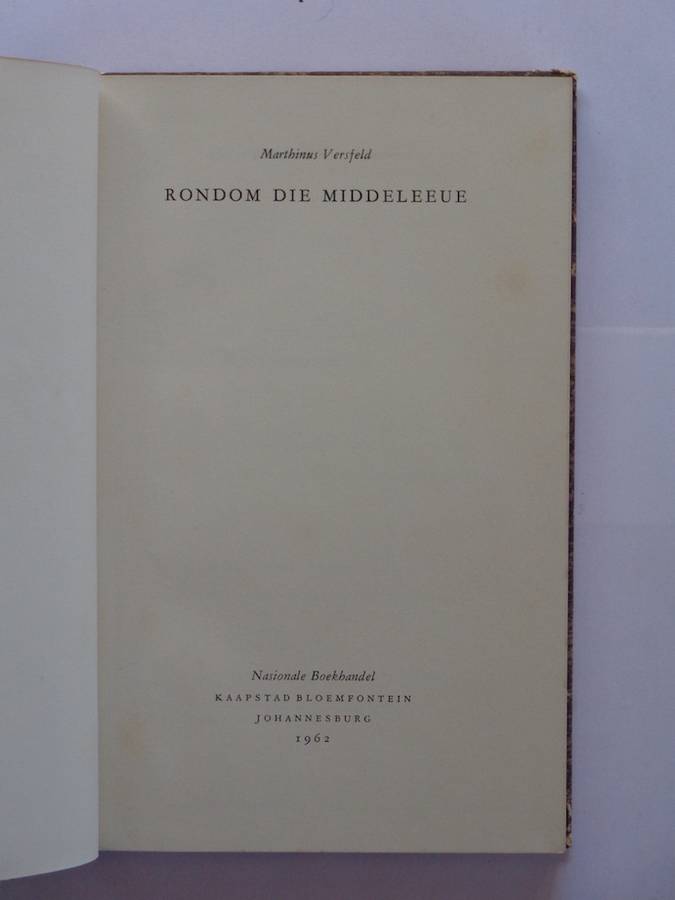 Marthinus Versfeld
RONDOM DIE MIDDELEEUE
Nasionale Boekhandel
KAAPSTAD BLOEMFONTEIN
JOHANNESBURG
1962